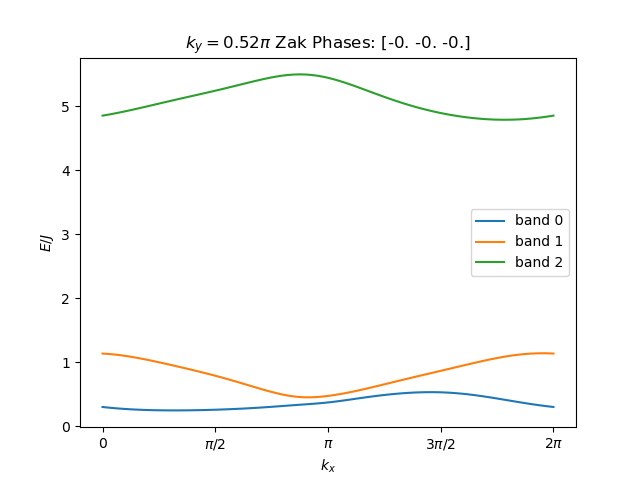 $k_y = 0.52\pi$ Zak Phases: [-0. -0. -0.]
E/J
5
4
3
2
1
0
band 0
band 1
band 2
0
π/2
π
3π/2
2π
$k_x$